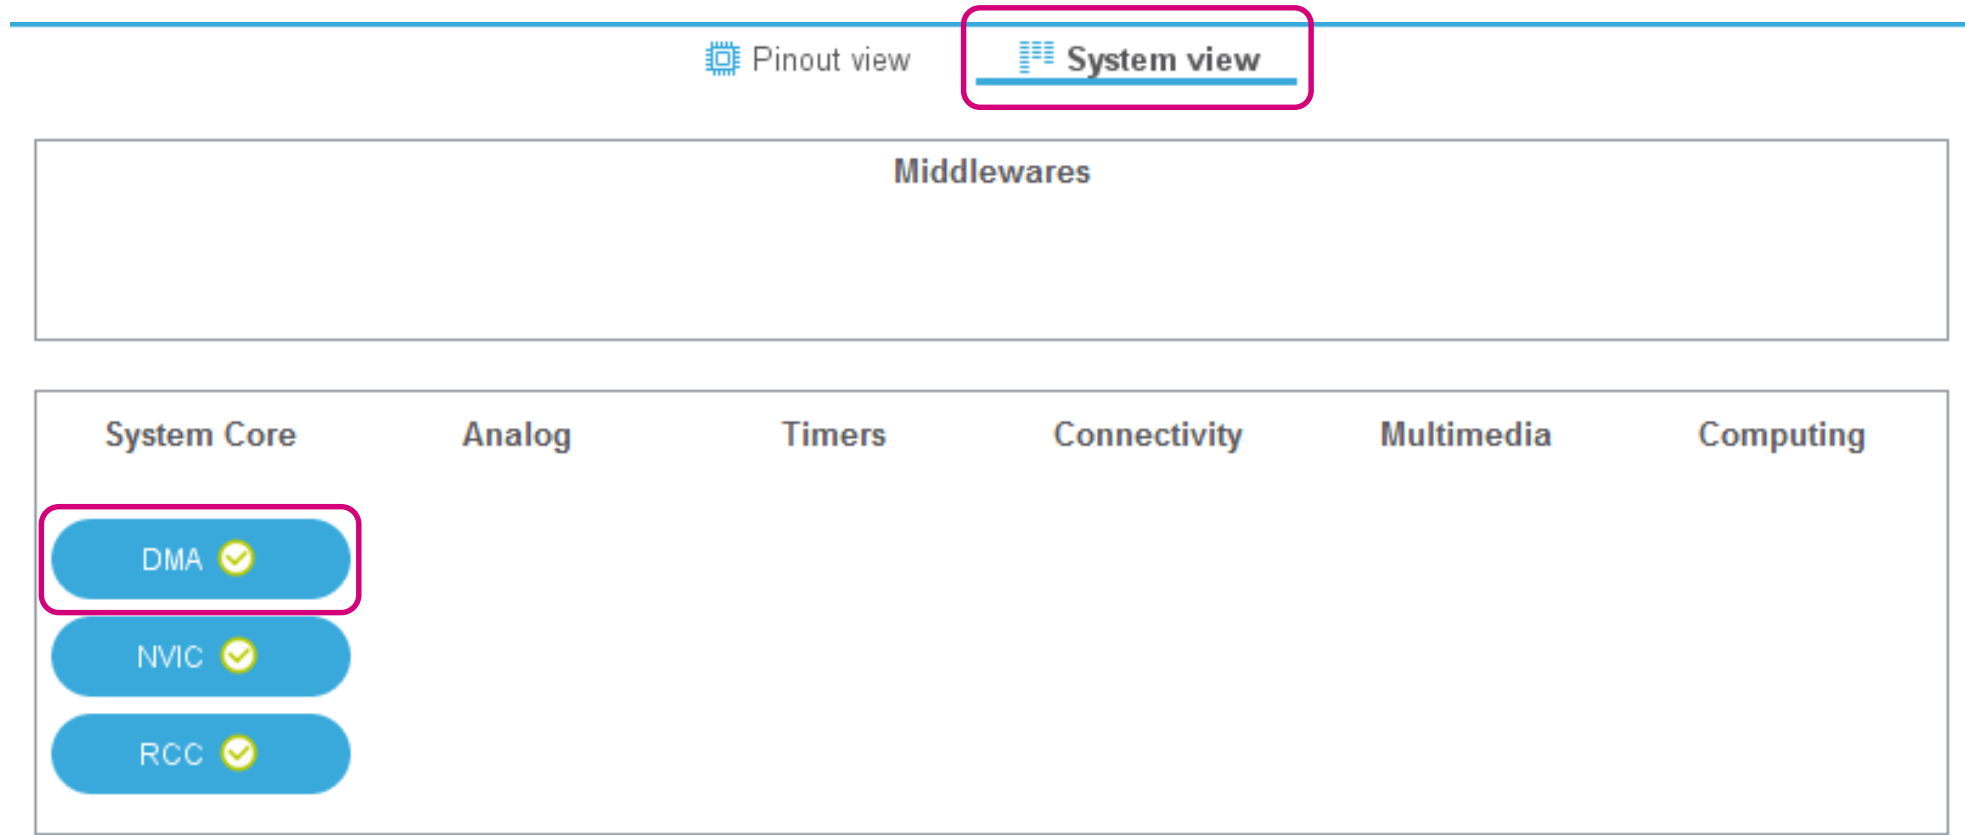 Pinout view System view
Middlewares
System Core Analog Timers Connectivity Multimedia Computing
DMA
NVIC
RCC